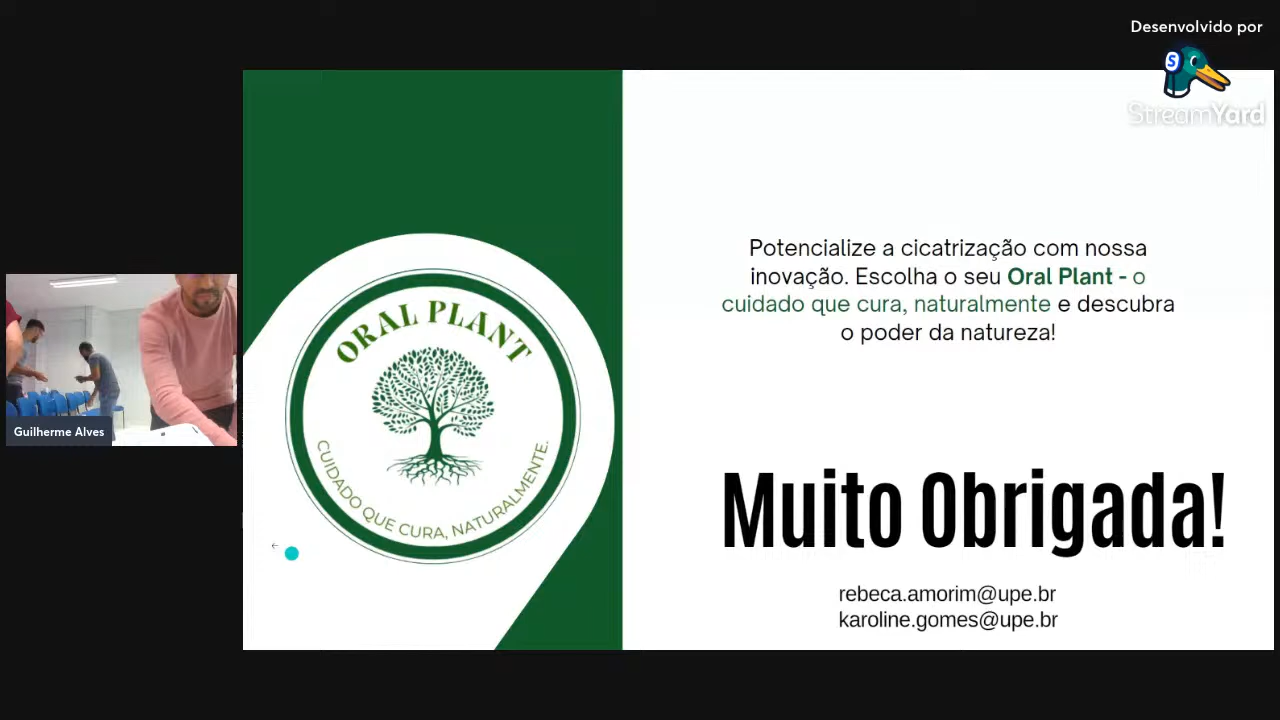 Desenvolvido por
StreamYard
Guilherme Alves
ORAL PLANT
CUIDADO QUE CURA, NATURALMENTE.
Potencialize a cicatrização com nossa
inovação. Escolha o seu Oral Plant - o
cuidado que cura, naturalmente e descubra
o poder da natureza!
Muito Obrigada!
rebeca.amorim@upe.br
karoline.gomes@upe.br